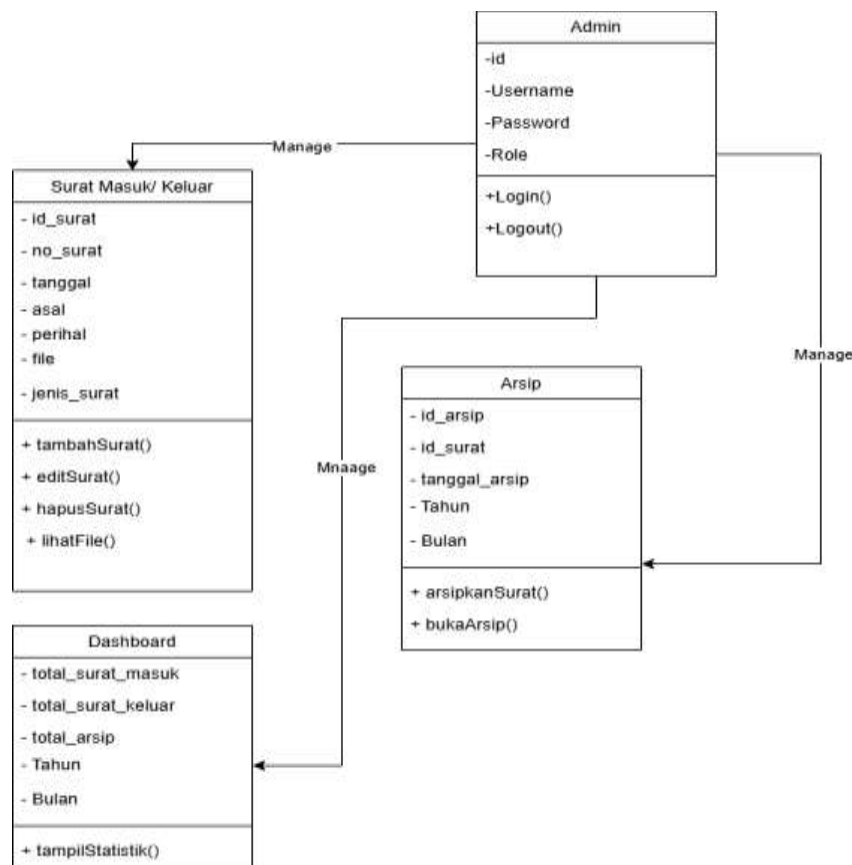 Admin
-id
-Username
-Password
-Role
+Login()
+Logout()
Manage
Surat Masuk/ Keluar
- id_surat
- no_surat
- tanggal
- asal
- perihal
- file
- jenis_surat
+ tambahSurat()
+ editSurat()
+ hapusSurat()
+ lihatFile()
Manage
Arsip
- id_arsip
- id_surat
- tanggal_arsip
- Tahun
- Bulan
+ arsipkanSurat()
+ bukaArsip()
Mnaage
Dashboard
- total_surat_masuk
- total_surat_keluar
- total_arsip
- Tahun
- Bulan
+ tampilStatistik()